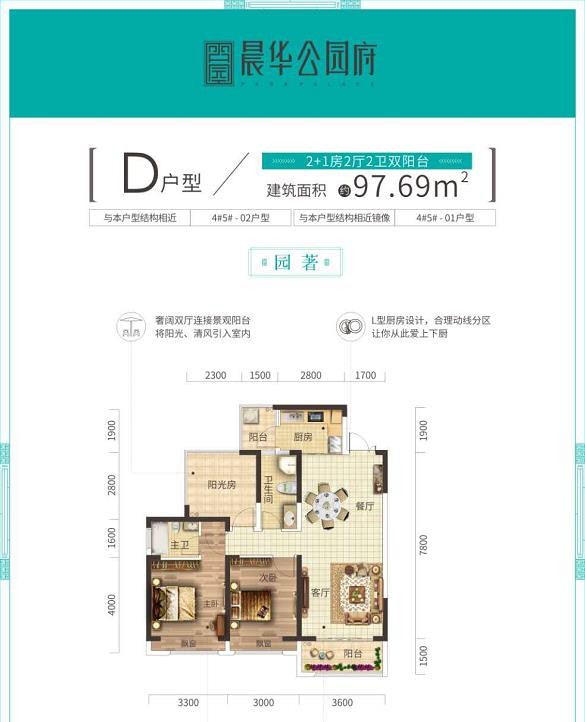 晨华公园府
D户型
2+1房2厅2卫双阳台
建筑面积 约97.69m²
与本户型结构相近 4#5#-02户型 与本户型结构相近镜像 4#5#-01户型
园著
奢阔双厅连接景观阳台
将阳光、清风引入室内
L型厨房设计，合理动线分区
让你从此爱上下厨
2300 1500 2800 1700
1900
2800
1600
4000
阳台
厨房
阳光房
卫生间
餐厅
主卫
主卧
次卧
客厅
飘窗
飘窗
阳台
1900
7800
1500
3300 3000 3600